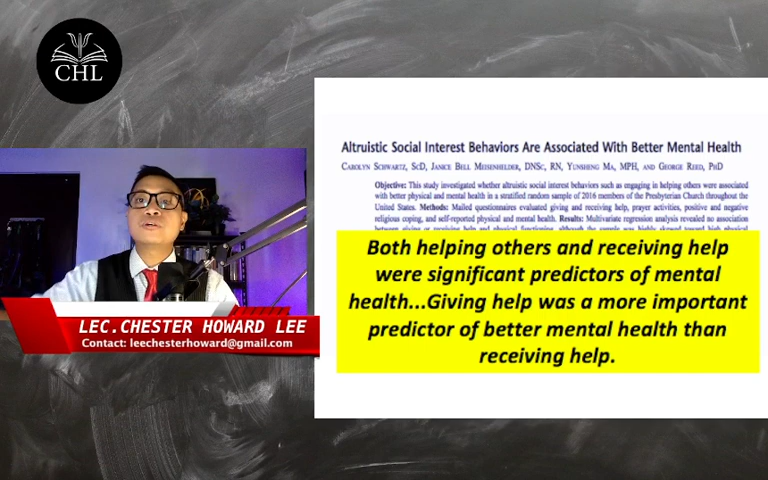 CHL
Altruistic Social Interest Behaviors Are Associated With Better Mental Health
CAROLYN SCHWARTZ, ScD, JANICE BELL MEISENHELDER, DNSc, RN, YUNSHENG MA, MPH, AND GEORGE REED, PHD
Objective: This study investigated whether altruistic social interest behaviors such as engaging in helping others were associated
with better physical and mental health in a stratified random sample of 2016 members of the Presbyterian Church throughout the
United States. Methods: Mailed questionnaires evaluated giving and receiving help, prayer activities, positive and negative
religious coping, and self-reported physical and mental health. Results: Multivariate regression analysis revealed no association
Both helping others and receiving help
were significant predictors of mental
health...Giving help was a more important
predictor of better mental health than
receiving help.
LEC.CHESTER HOWARD LEE
Contact: leechesterhoward@gmail.com